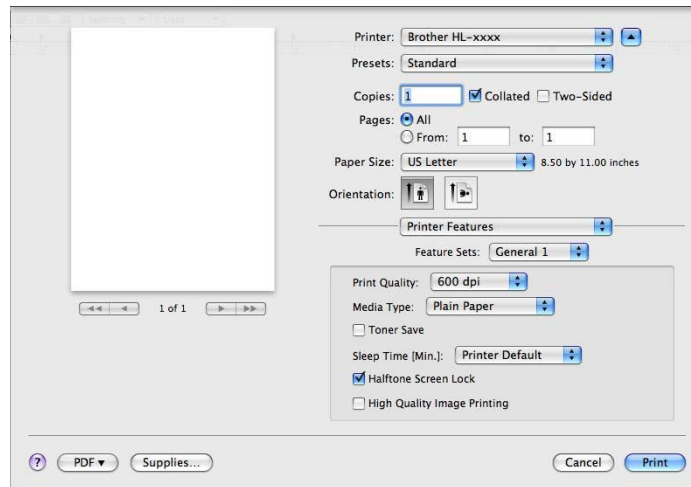 Printer: Brother HL-xxxx
Presets: Standard
Copies: 1 Collated Two-Sided
Pages: All
From: 1 to: 1
Paper Size: US Letter 8.50 by 11.00 inches
Orientation:
Printer Features
Feature Sets: General 1
Print Quality: 600 dpi
Media Type: Plain Paper
1 of 1
Toner Save
Sleep Time [Min.]: Printer Default
Halftone Screen Lock
High Quality Image Printing
? PDF Supplies... Cancel Print